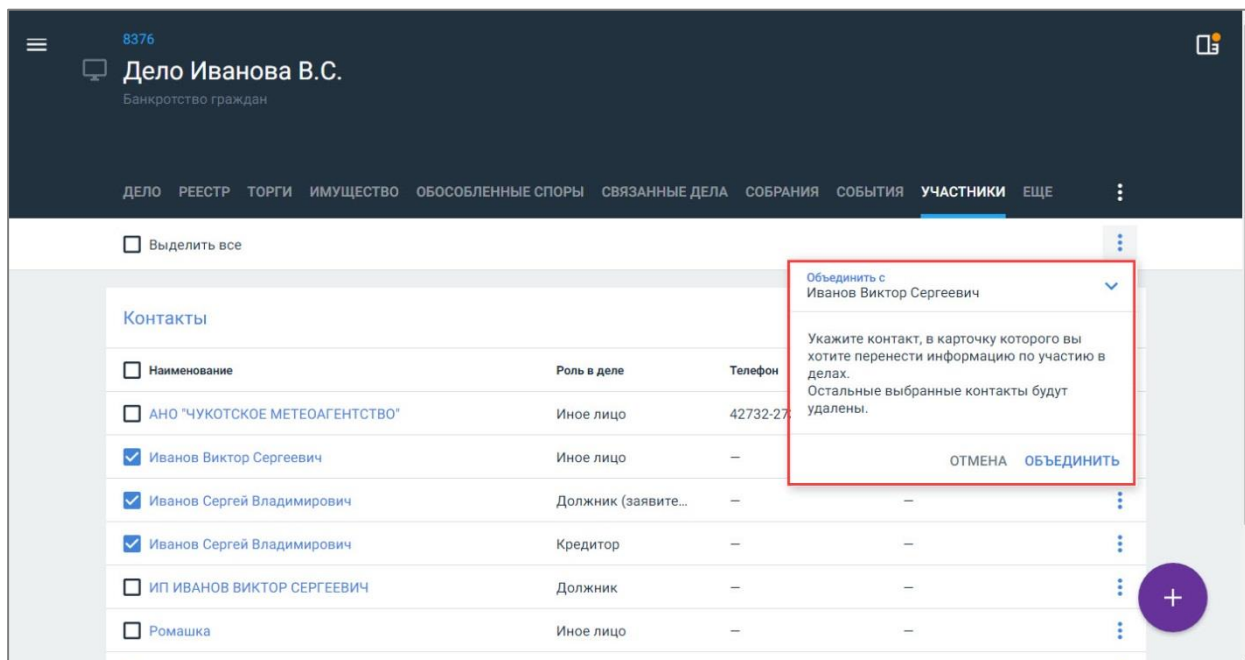 8376
Дело Иванова В.С.
Банкротство граждан
ДЕЛО РЕЕСТР ТОРГИ ИМУЩЕСТВО ОБОСОБЛЕННЫЕ СПОРЫ СВЯЗАННЫЕ ДЕЛА СОБРАНИЯ СОБЫТИЯ УЧАСТНИКИ ЕЩЕ
Выделить все
Объединить с
Иванов Виктор Сергеевич
Укажите контакт, в карточку которого вы
хотите перенести информацию по участию в
делах.
Остальные выбранные контакты будут
удалены.
ОТМЕНА ОБЪЕДИНИТЬ
Контакты
Наименование Роль в деле Телефон
АНО "ЧУКОТСКОЕ МЕТЕОАГЕНТСТВО" Иное лицо 42732-27
Иванов Виктор Сергеевич Иное лицо —
Иванов Сергей Владимирович Должник (заявите... — —
Иванов Сергей Владимирович Кредитор — —
ИП ИВАНОВ ВИКТОР СЕРГЕЕВИЧ Должник — —
Ромашка Иное лицо — —